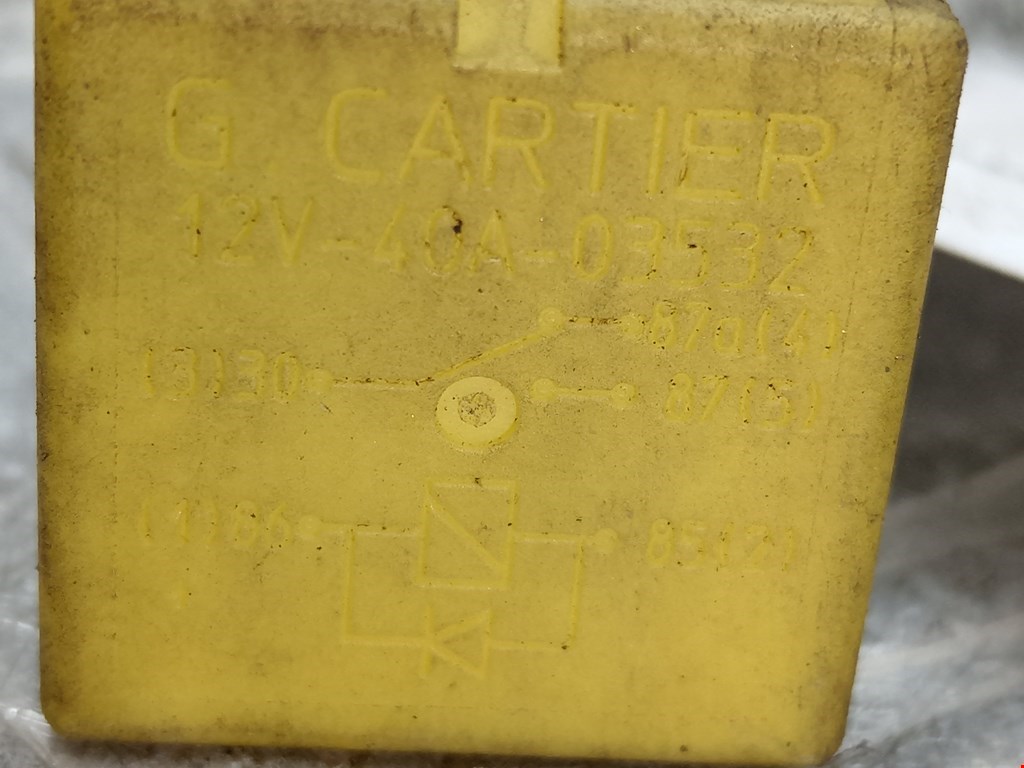 G CARTIER
12V-40A-03532
87a(4)
(3)30
87(5)
(1)86 85(2)